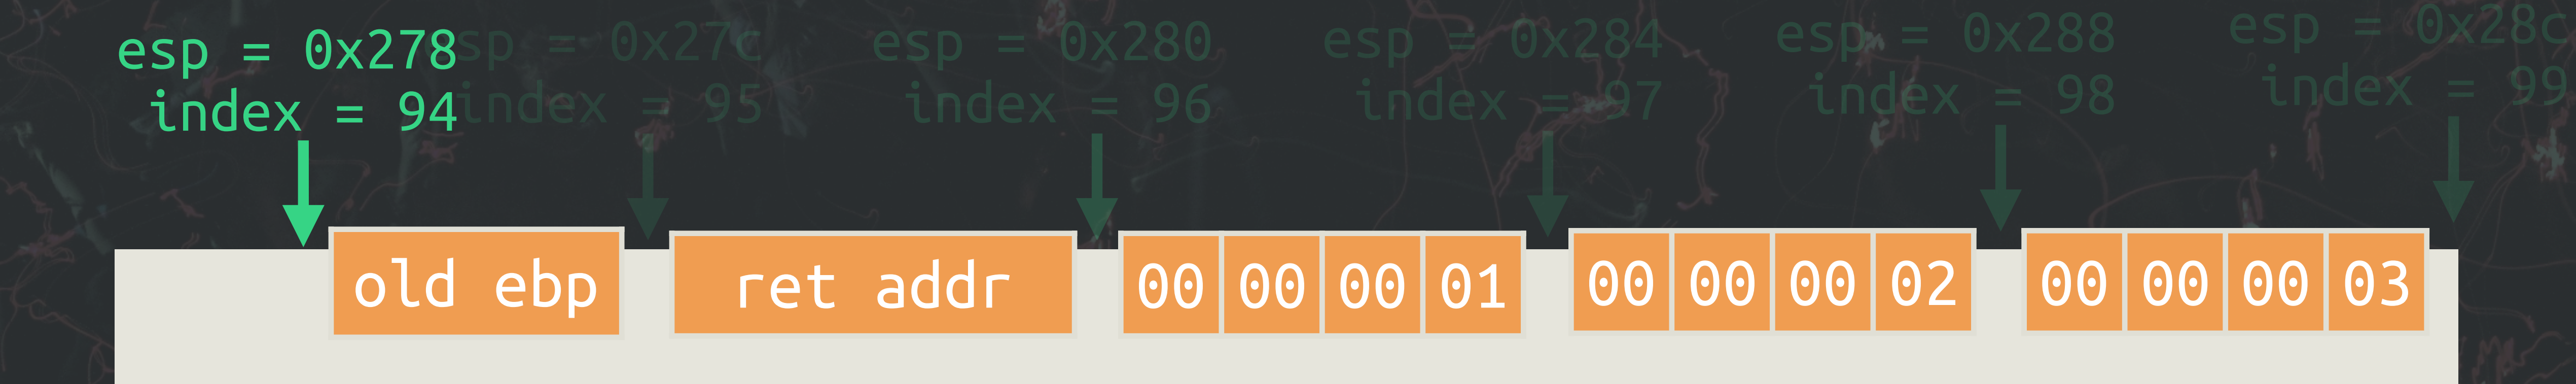 esp = 0x278
index = 94
esp = 0x27c
index = 95
esp = 0x280
index = 96
esp = 0x284
index = 97
esp = 0x288
index = 98
esp = 0x28c
index = 99
old ebp
ret addr
00 00 00 01
00 00 00 02
00 00 00 03